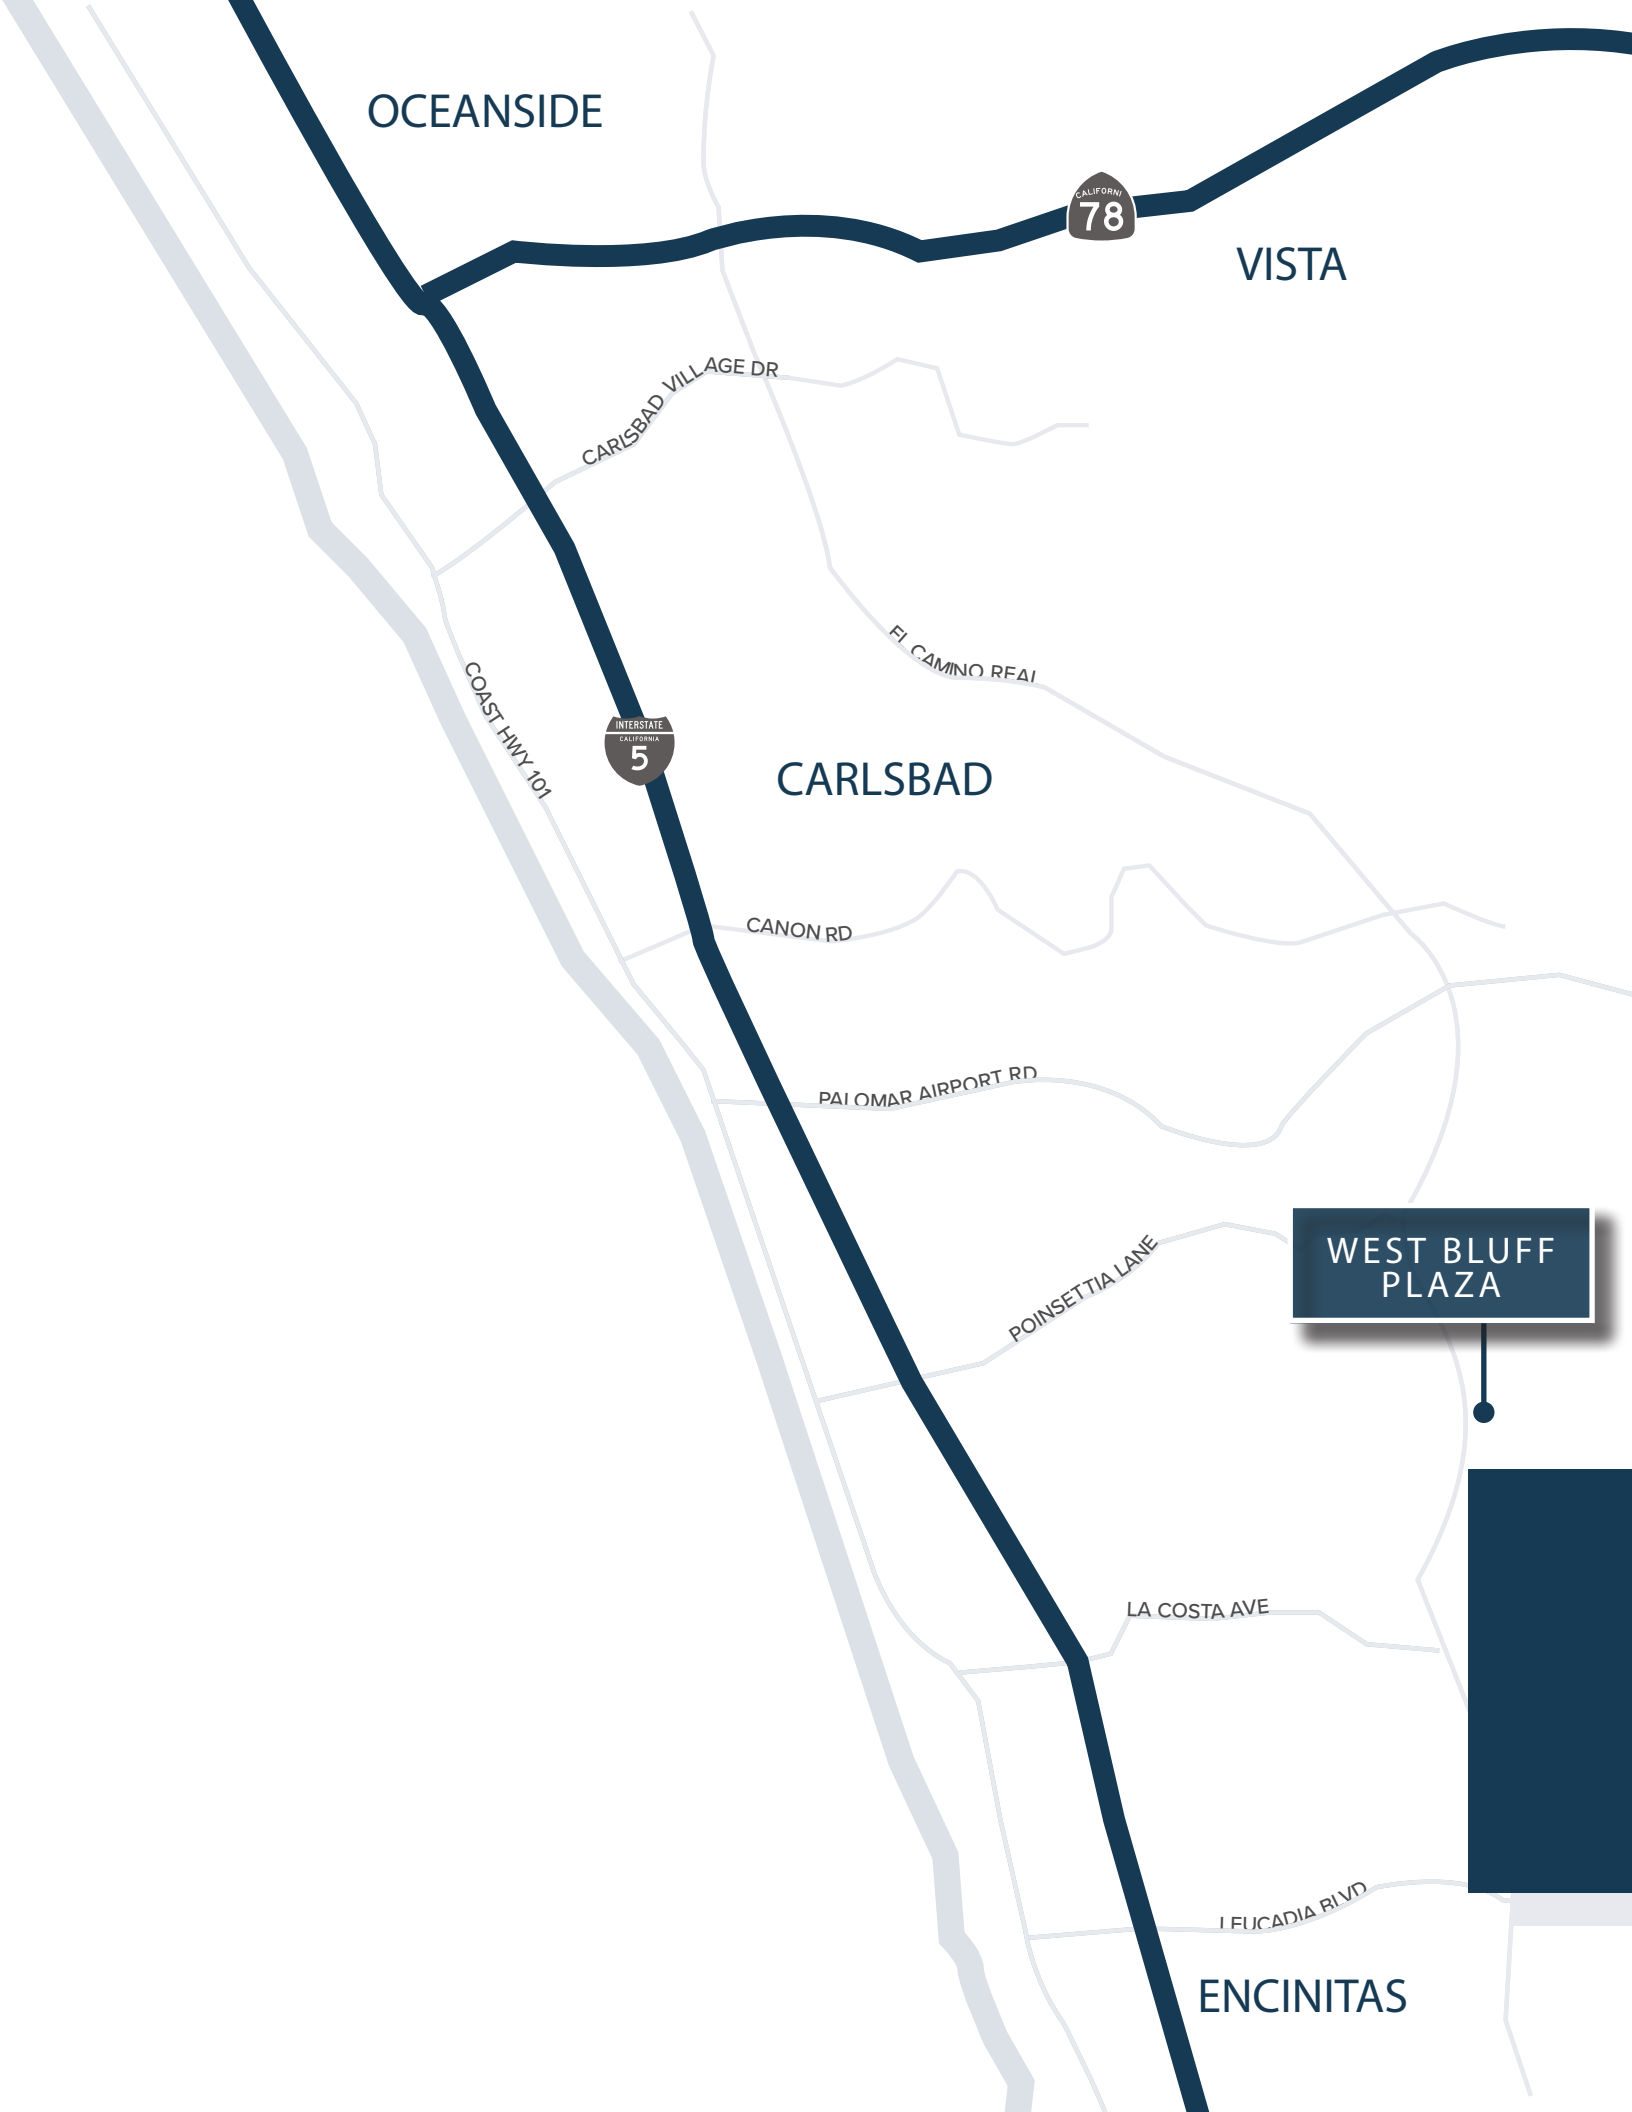 OCEANSIDE
CALIFORNI
78
VISTA
CARLSBAD VILLAGE DR
EL CAMINO REAL
COAST HWY 101
INTERSTATE
CALIFORNIA
5
CARLSBAD
CANON RD
PALOMAR AIRPORT RD
POINSETTIA LANE
WEST BLUFF
PLAZA
LA COSTA AVE
LEUCADIA BLVD
ENCINITAS